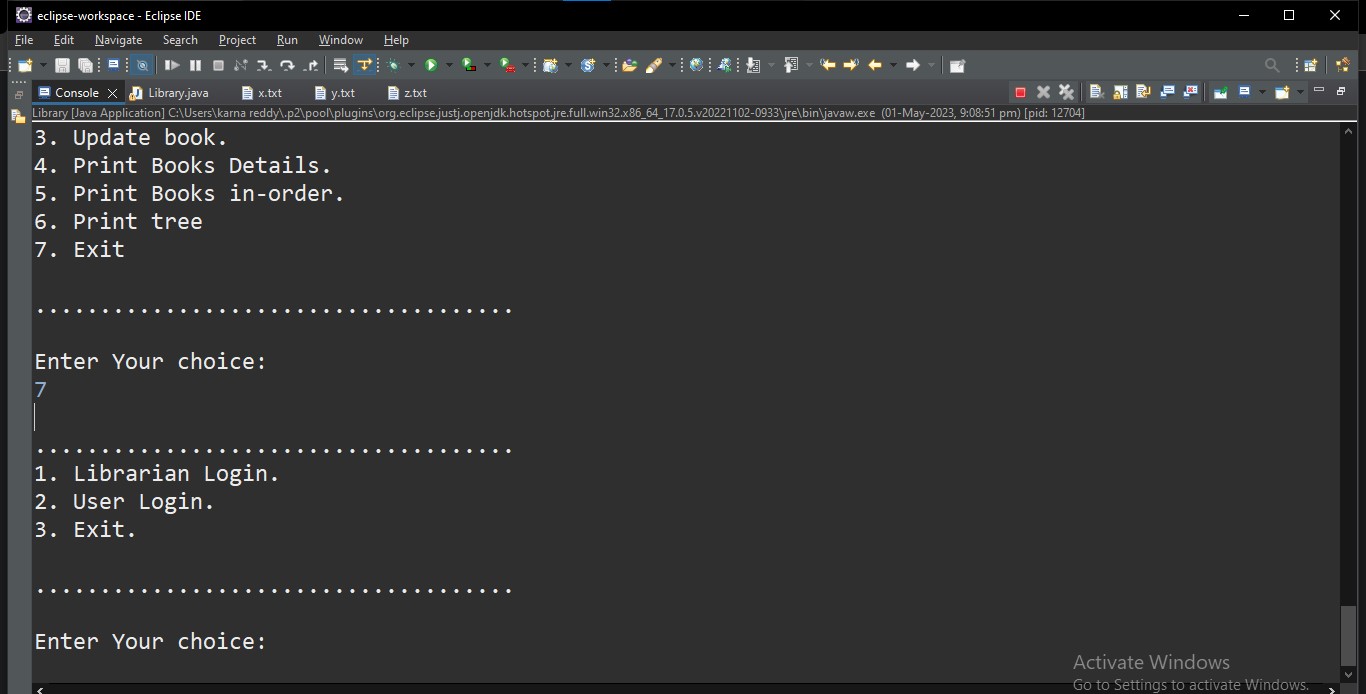 eclipse-workspace - Eclipse IDE
File Edit Navigate Search Project Run Window Help
Console Library.java x.txt y.txt z.txt
Library [Java Application] C:\Users\karna reddy\.p2\pool\plugins\org.eclipse.justj.openjdk.hotspot.jre.full.win32.x86_64_17.0.5.v20221102-0933\jre\bin\javaw.exe (01-May-2023, 9:08:51 pm) [pid: 12704]
3. Update book.
4. Print Books Details.
5. Print Books in-order.
6. Print tree
7. Exit
.....................................
Enter Your choice:
7
.....................................
1. Librarian Login.
2. User Login.
3. Exit.
.....................................
Enter Your choice:
Activate Windows
Go to Settings to activate Windows.